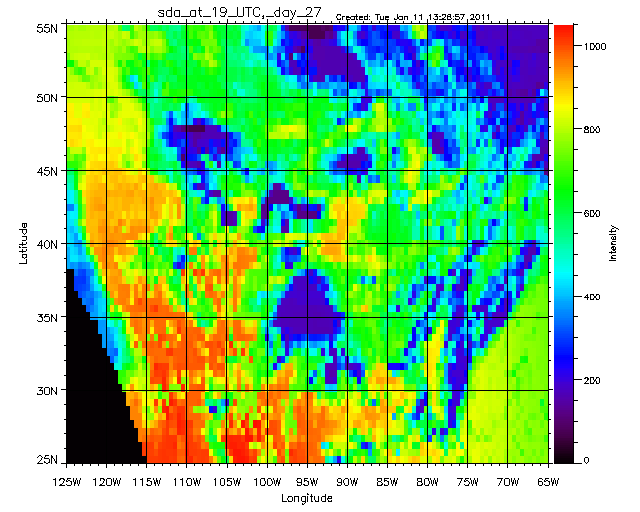 sda_at_19_UTC,_day_27 Created: Tue Jan 11 13:26:57 2011
55N
50N
45N
40N
35N
30N
25N
Latitude
125W 120W 115W 110W 105W 100W 95W 90W 85W 80W 75W 70W 65W
Longitude
1000
800
600
400
200
0
Intensity